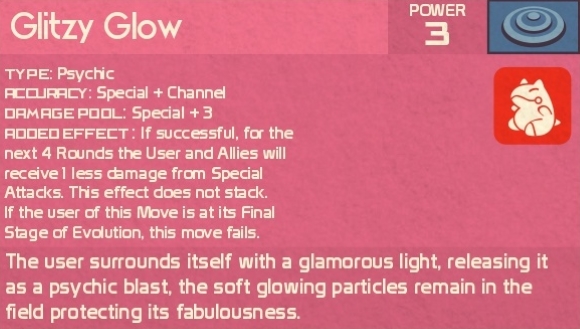 Glitzy Glow
POWER
3
TYPE: Psychic
ACCURACY: Special + Channel
DAMAGE POOL: Special + 3
ADDED EFFECT: If successful, for the
next 4 Rounds the User and Allies will
receive 1 less damage from Special
Attacks. This effect does not stack.
If the user of this Move is at its Final
Stage of Evolution, this move fails.
The user surrounds itself with a glamorous light, releasing it
as a psychic blast, the soft glowing particles remain in the
field protecting its fabulousness.